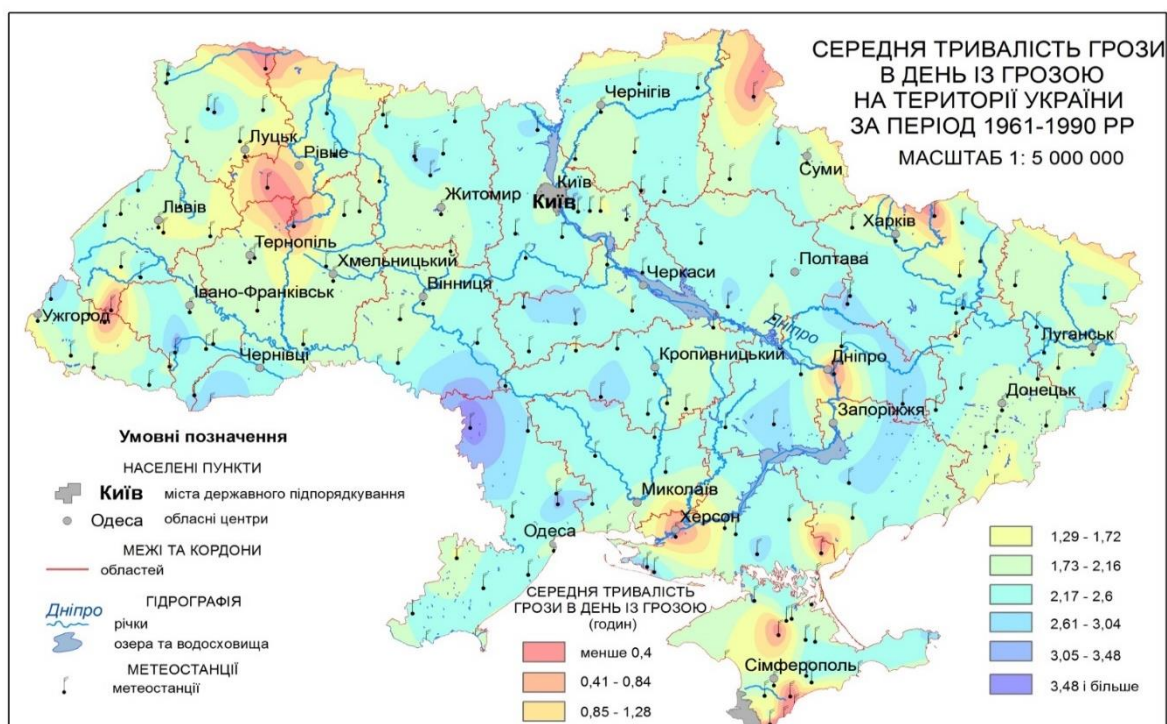 СЕРЕДНЯ ТРИВАЛІСТЬ ГРОЗИ
В ДЕНЬ ІЗ ГРОЗОЮ
НА ТЕРИТОРІЇ УКРАЇНИ
ЗА ПЕРІОД 1961-1990 РР
МАСШТАБ 1: 5 000 000
Чернігів
Луцьк
Рівне
Суми
Київ
Житомир
Київ
Львів
Харків
Тернопіль
Хмельницький
Полтава
Черкаси
Вінниця
Івано-Франківськ
Ужгород
Дніпро
Луганськ
Чернівці
Кропивницький
Дніпро
Донецьк
Запоріжжя
Миколаїв
Херсон
Одеса
Сімферополь
Умовні позначення
НАСЕЛЕНІ ПУНКТИ
Київ міста державного підпорядкування
Одеса обласні центри
МЕЖІ ТА КОРДОНИ
областей
Дніпро ГІДРОГРАФІЯ
річки
озера та водосховища
МЕТЕОСТАНЦІЇ
метеостанції
СЕРЕДНЯ ТРИВАЛІСТЬ
ГРОЗИ В ДЕНЬ ІЗ ГРОЗОЮ
(годин)
менше 0,4
0,41 - 0,84
0,85 - 1,28
1,29 - 1,72
1,73 - 2,16
2,17 - 2,6
2,61 - 3,04
3,05 - 3,48
3,48 і більше